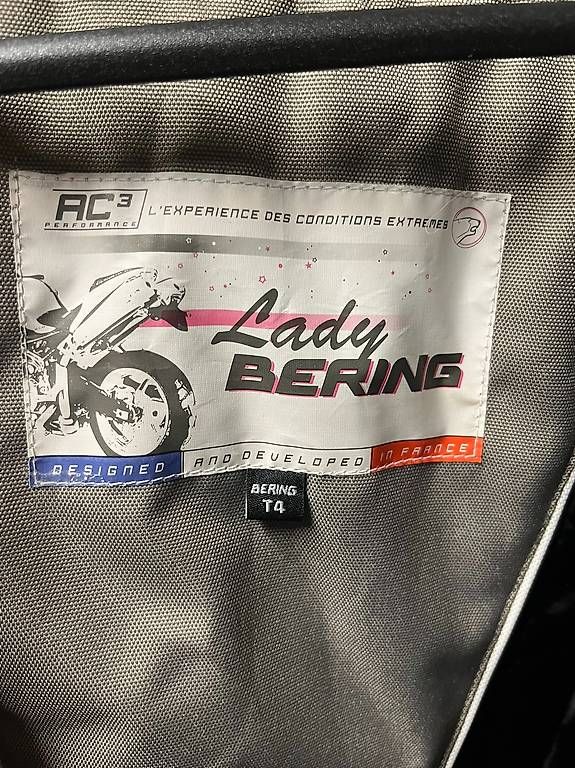 AC3
PERFORMANCE
L'EXPERIENCE DES CONDITIONS EXTREMES
Lady
BERING
DESIGNED AND DEVELOPED IN FRANCE
BERING
T4